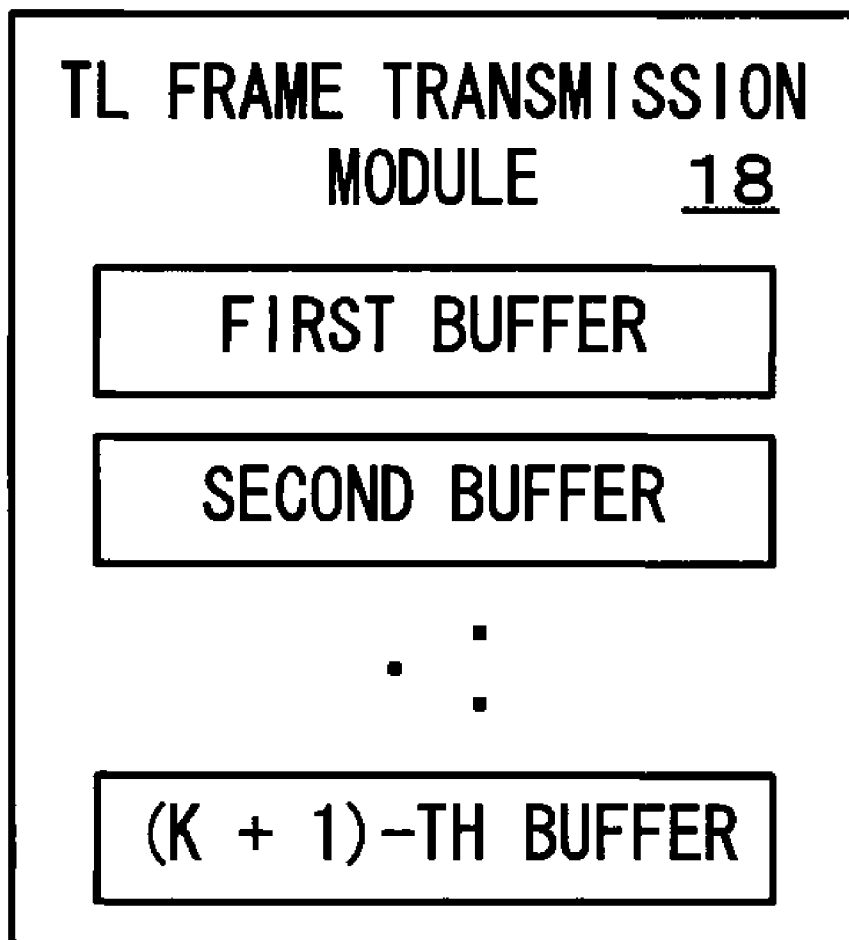 TL FRAME TRANSMISSION
MODULE 18
FIRST BUFFER
SECOND BUFFER
(K + 1)-TH BUFFER